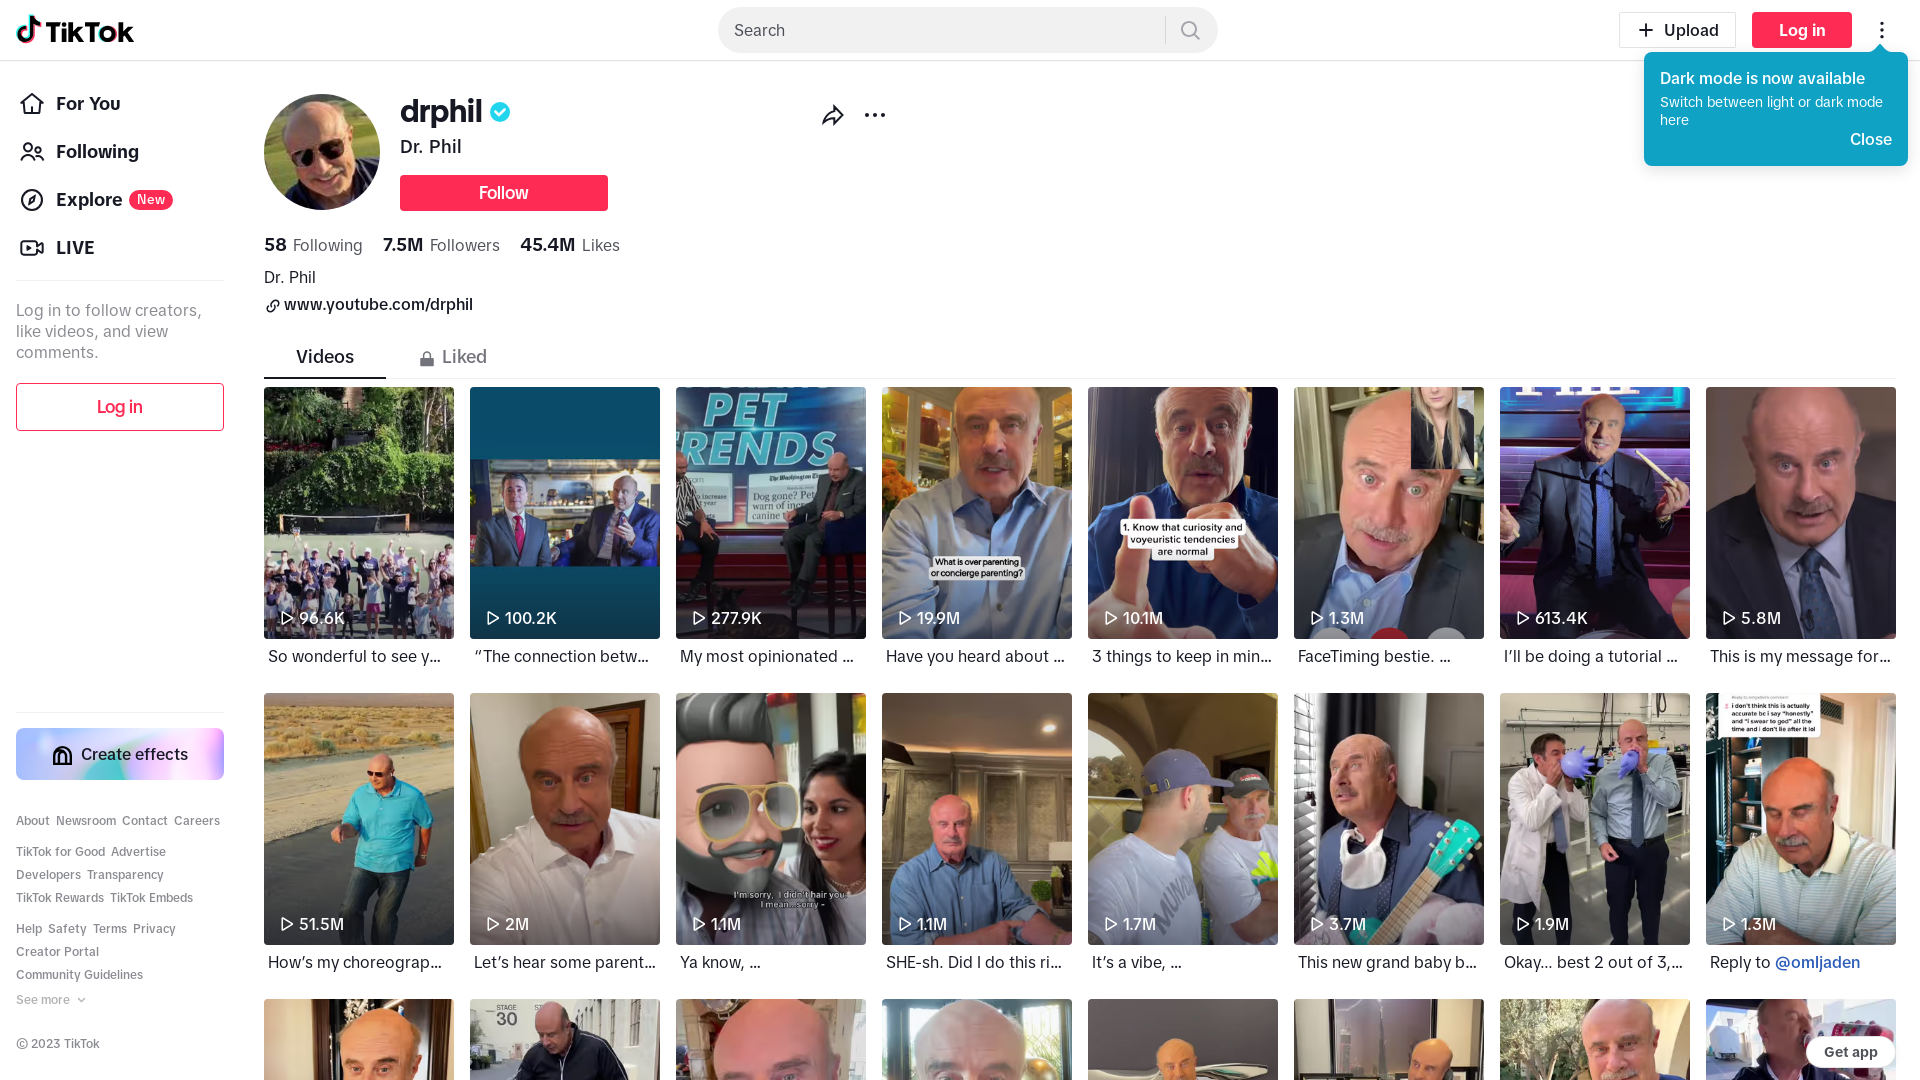 TikTok
Search
Upload
Log in
Dark mode is now available
Switch between light or dark mode
here
Close
For You
Following
Explore New
LIVE
Log in to follow creators,
like videos, and view
comments.
Log in
Create effects
About Newsroom Contact Careers
TikTok for Good Advertise
Developers Transparency
TikTok Rewards TikTok Embeds
Help Safety Terms Privacy
Creator Portal
Community Guidelines
See more
© 2023 TikTok
drphil
Dr. Phil
Follow
58 Following 7.5M Followers 45.4M Likes
Dr. Phil
www.youtube.com/drphil
Videos
Liked
96.6K
So wonderful to see y...
100.2K
“The connection betw...
PET
TRENDS
The Washington
Dog gone? Pet
warn of
canine
277.9K
My most opinionated ...
What is over parenting
or concierge parenting?
19.9M
Have you heard about ...
1. Know that curiosity and
voyeuristic tendencies
are normal
10.1M
3 things to keep in min...
1.3M
FaceTiming bestie. ...
613.4K
I’ll be doing a tutorial ...
5.8M
This is my message for...
51.5M
How’s my choreograp...
2M
Let’s hear some parent...
I'm sorry, I didn't hair you.
I mean...sorry -
1.1M
Ya know, ...
1.1M
SHE-sh. Did I do this ri...
1.7M
It’s a vibe, ...
3.7M
This new grand baby b...
1.9M
Okay... best 2 out of 3,...
i don't think this is actually
accurate bc i say "honestly"
and "i swear to god" all the
time and i don't lie after it lol
1.3M
Reply to @omljaden
STAGE
30
Get app